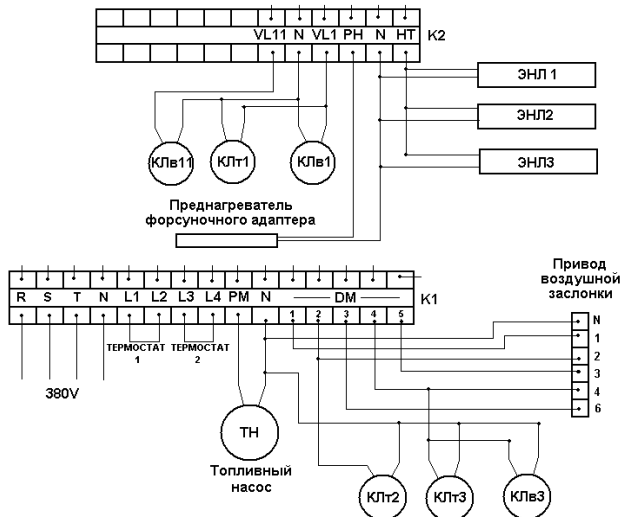 VL11 N VL1 PH N HT K2
ЭНЛ 1
ЭНЛ2
ЭНЛ3
КЛв11 КЛт1 КЛв1
Преднагреватель
форсуночного адаптера
Привод
воздушной
заслонки
R S T N L1 L2 L3 L4 PM N DM K1
1 2 3 4 5
ТЕРМОСТАТ
1
ТЕРМОСТАТ
2
380V
N
1
2
3
4
6
ТН
Топливный
насос
КЛт2 КЛт3 КЛв3